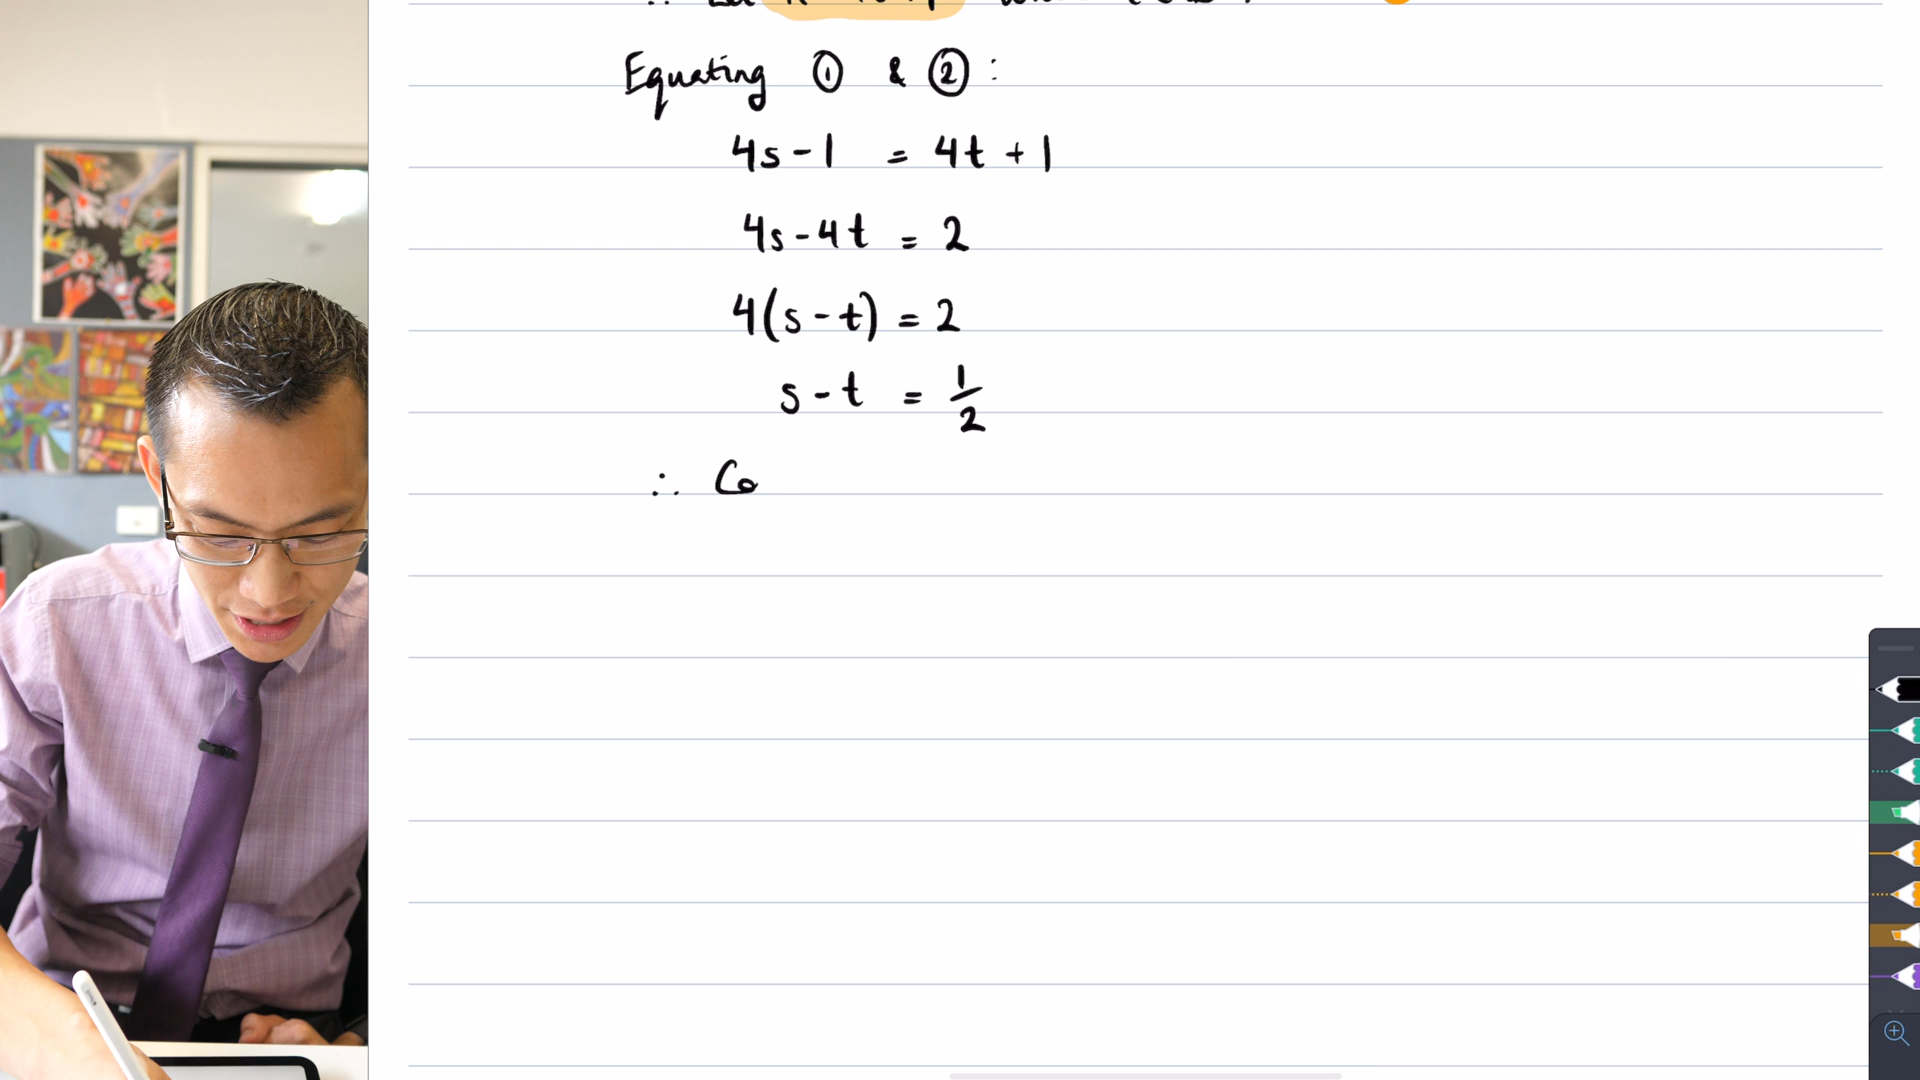 Equating ① & ②:
4s - 1 = 4t + 1
4s - 4t = 2
4(s - t) = 2
s - t = 1/2
∴ Co